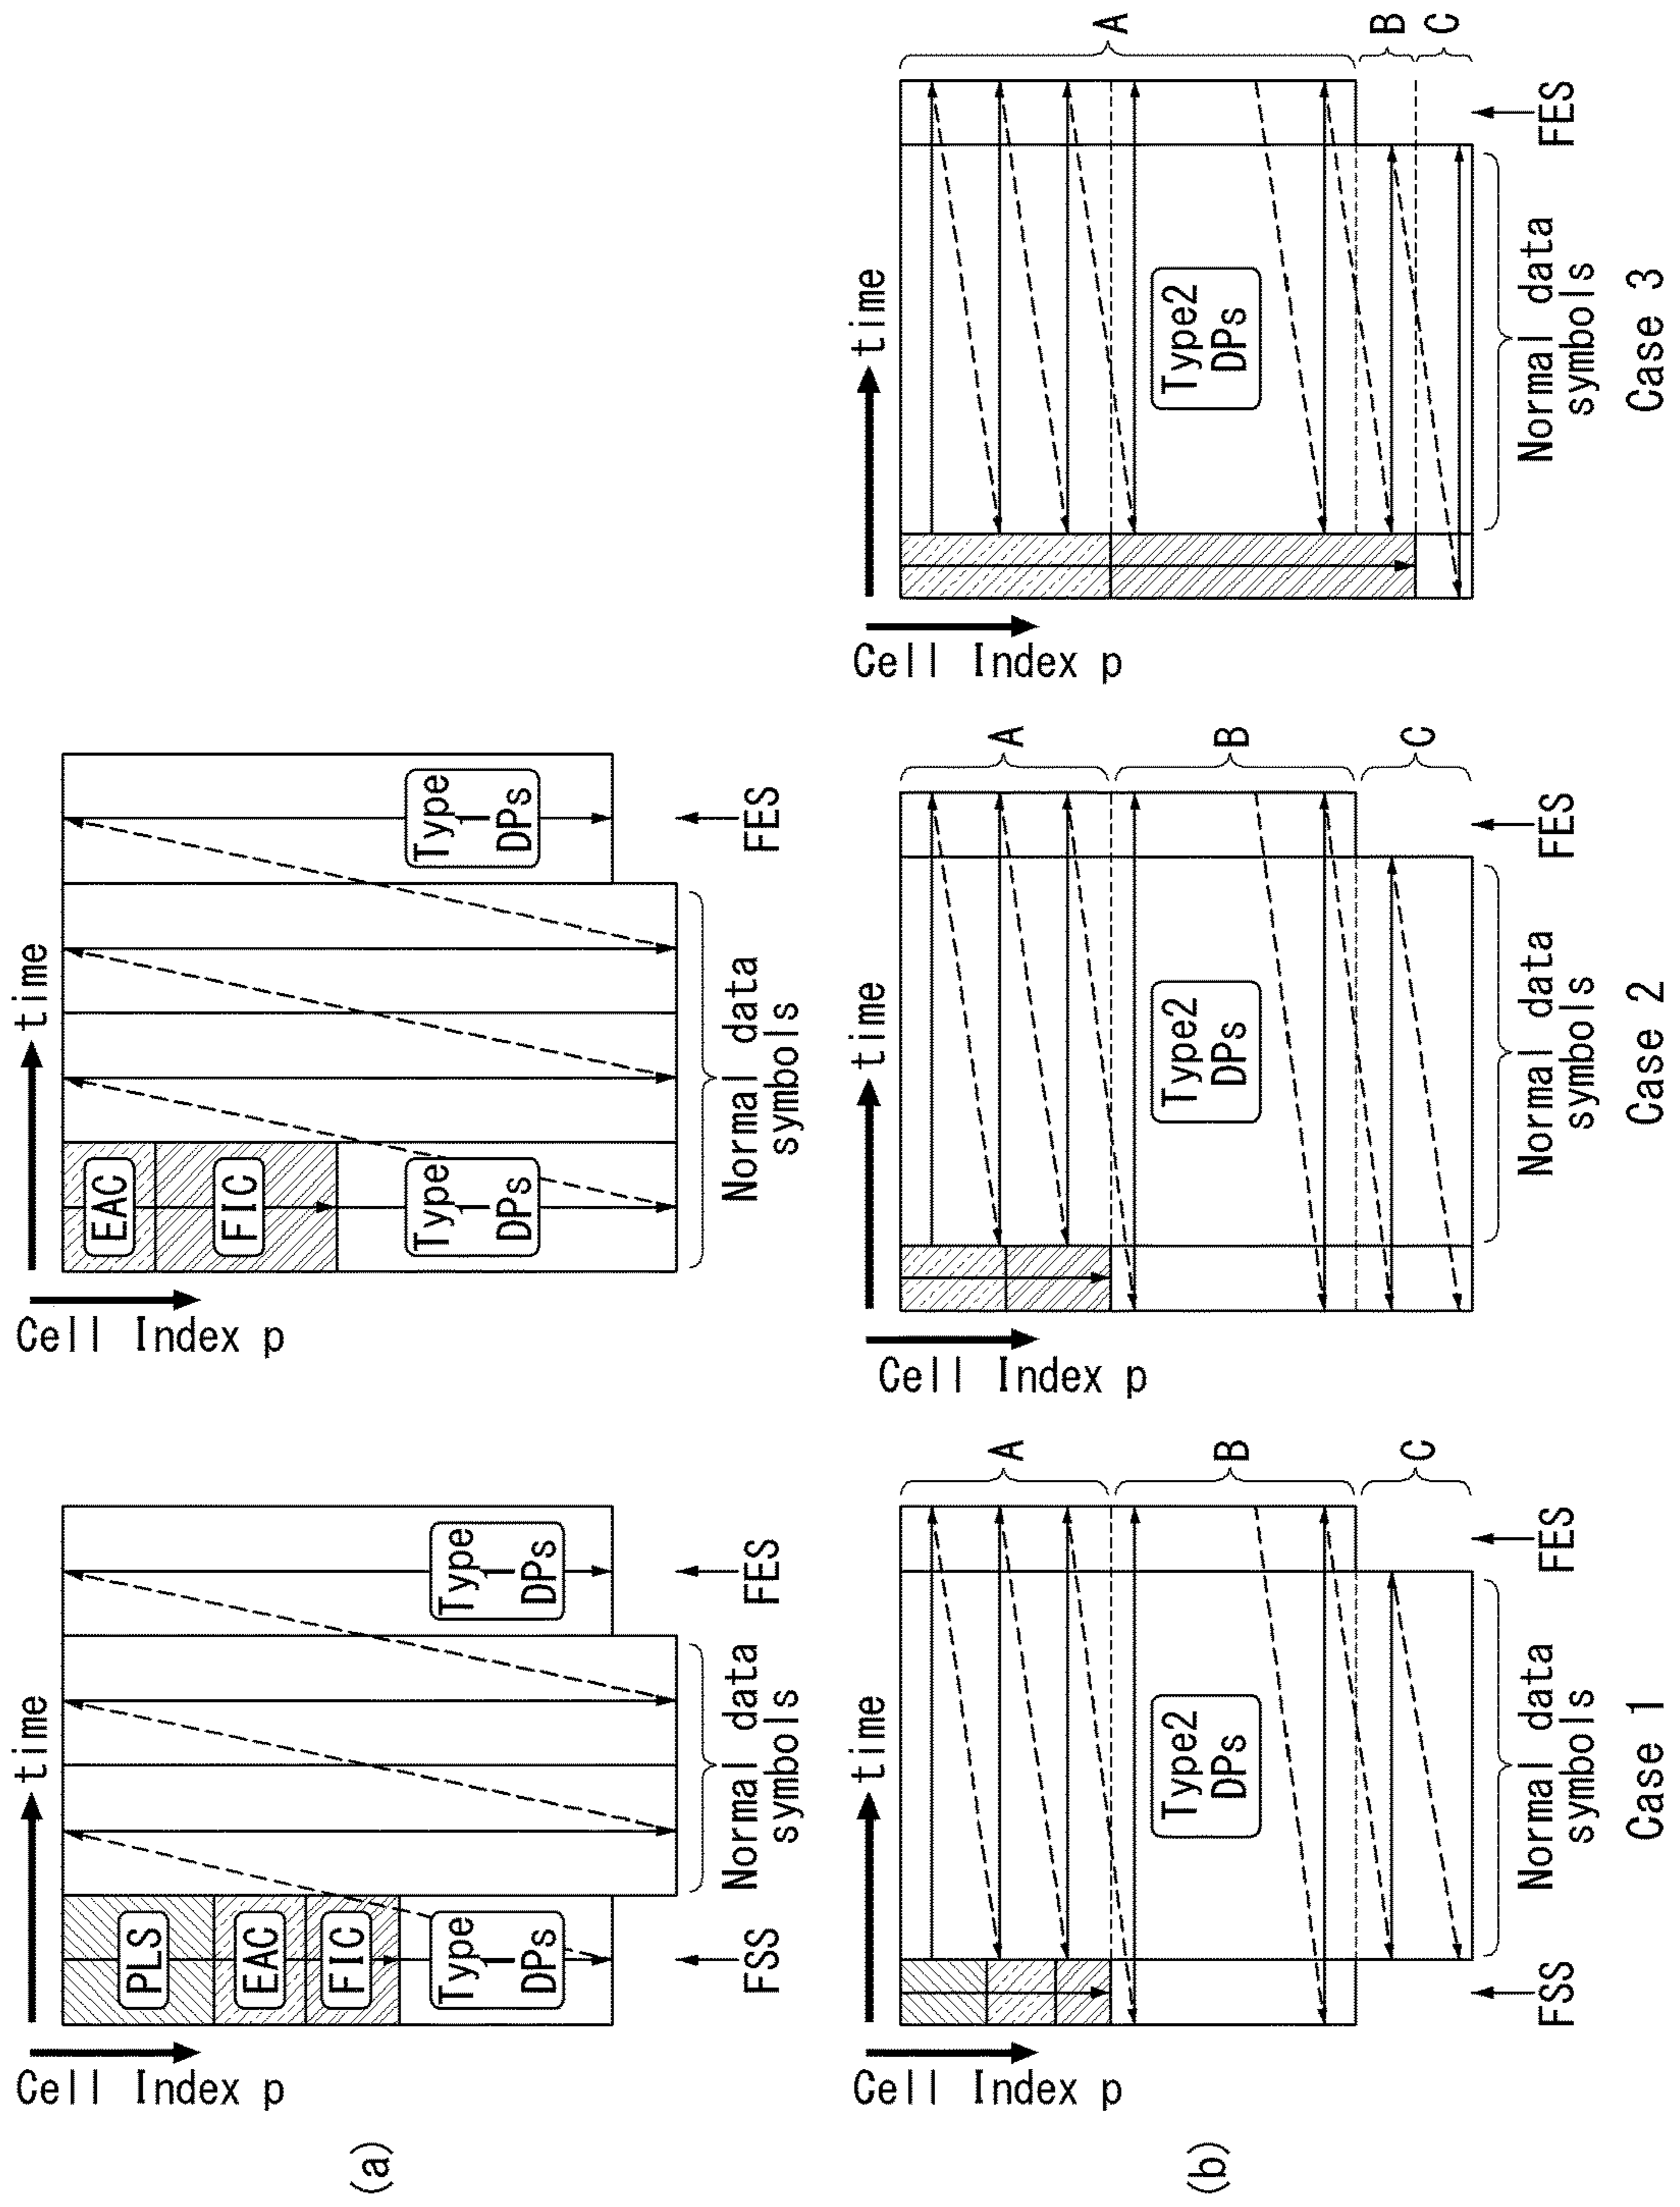 (a)
time
Cell Index p
PLS
EAC
FIC
Type
1
DPs
Type
1
DPs
FSS
Normal data
symbols
FES
time
Cell Index p
EAC
FIC
Type
1
DPs
Type
1
DPs
Normal data
symbols
FES
(b)
time
Cell Index p
Type2
DPs
A
B
C
FSS
Normal data
symbols
FES
Case 1
time
Cell Index p
Type2
DPs
A
B
C
Normal data
symbols
FES
Case 2
time
Cell Index p
Type2
DPs
A
B
C
Normal data
symbols
FES
Case 3